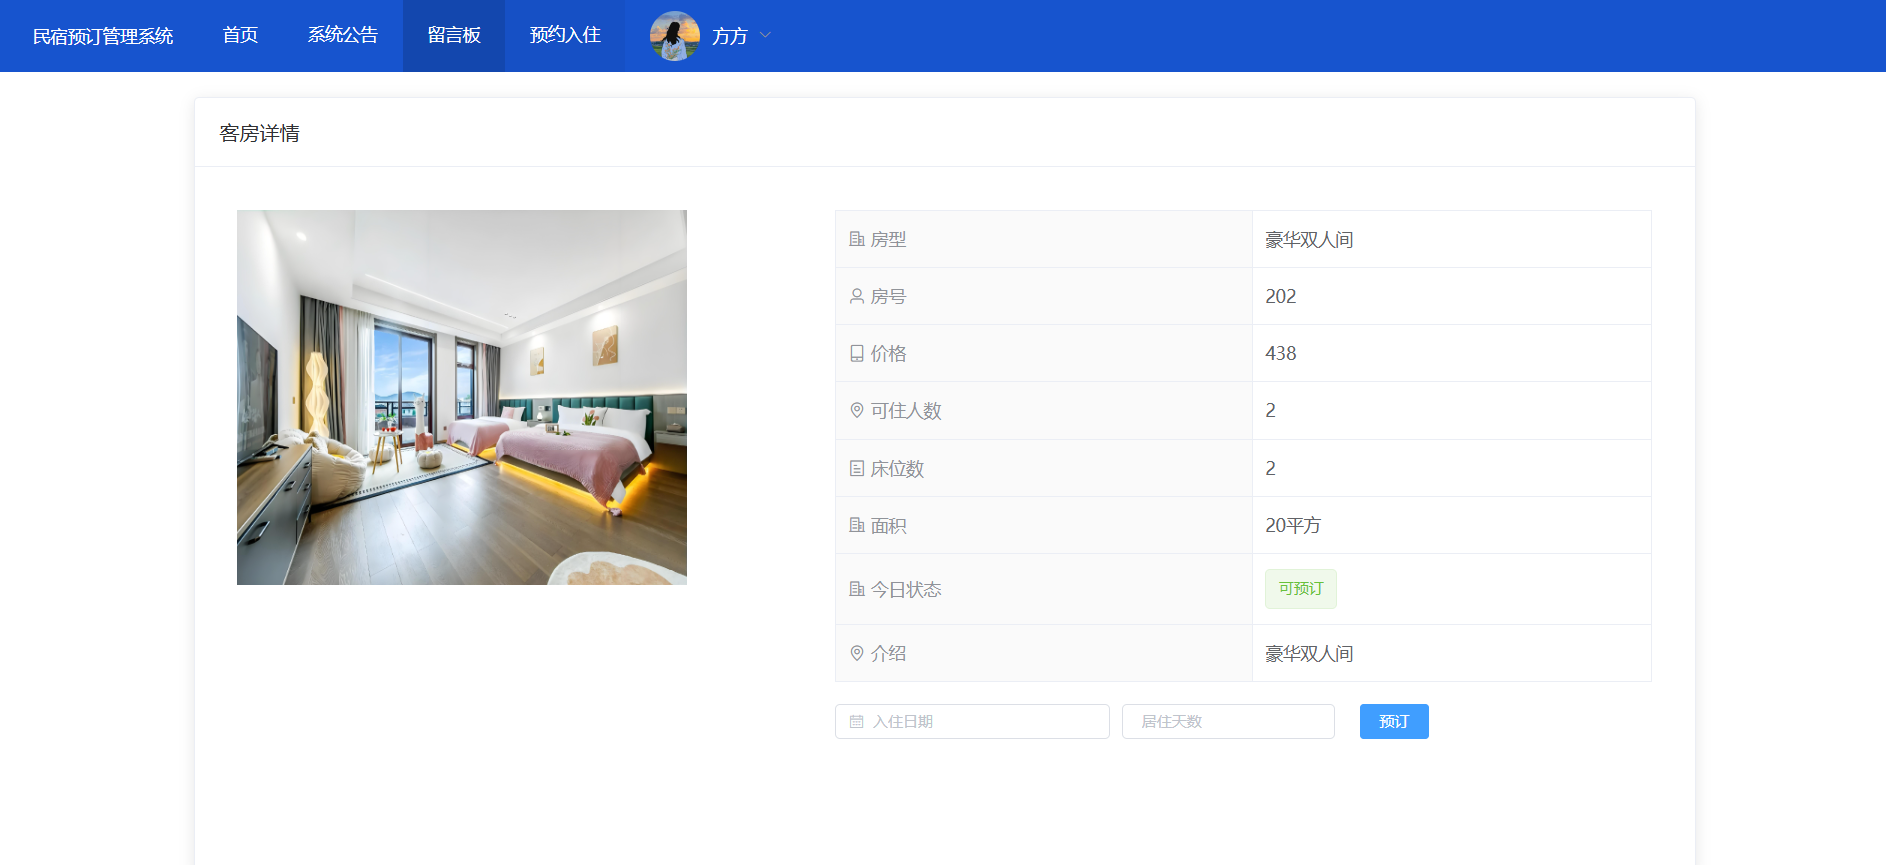 民宿预订管理系统 首页 系统公告 留言板 预约入住 方方
客房详情
房型 豪华双人间
房号 202
价格 438
可住人数 2
床位数 2
面积 20平方
今日状态 可预订
介绍 豪华双人间
入住日期 居住天数 预订